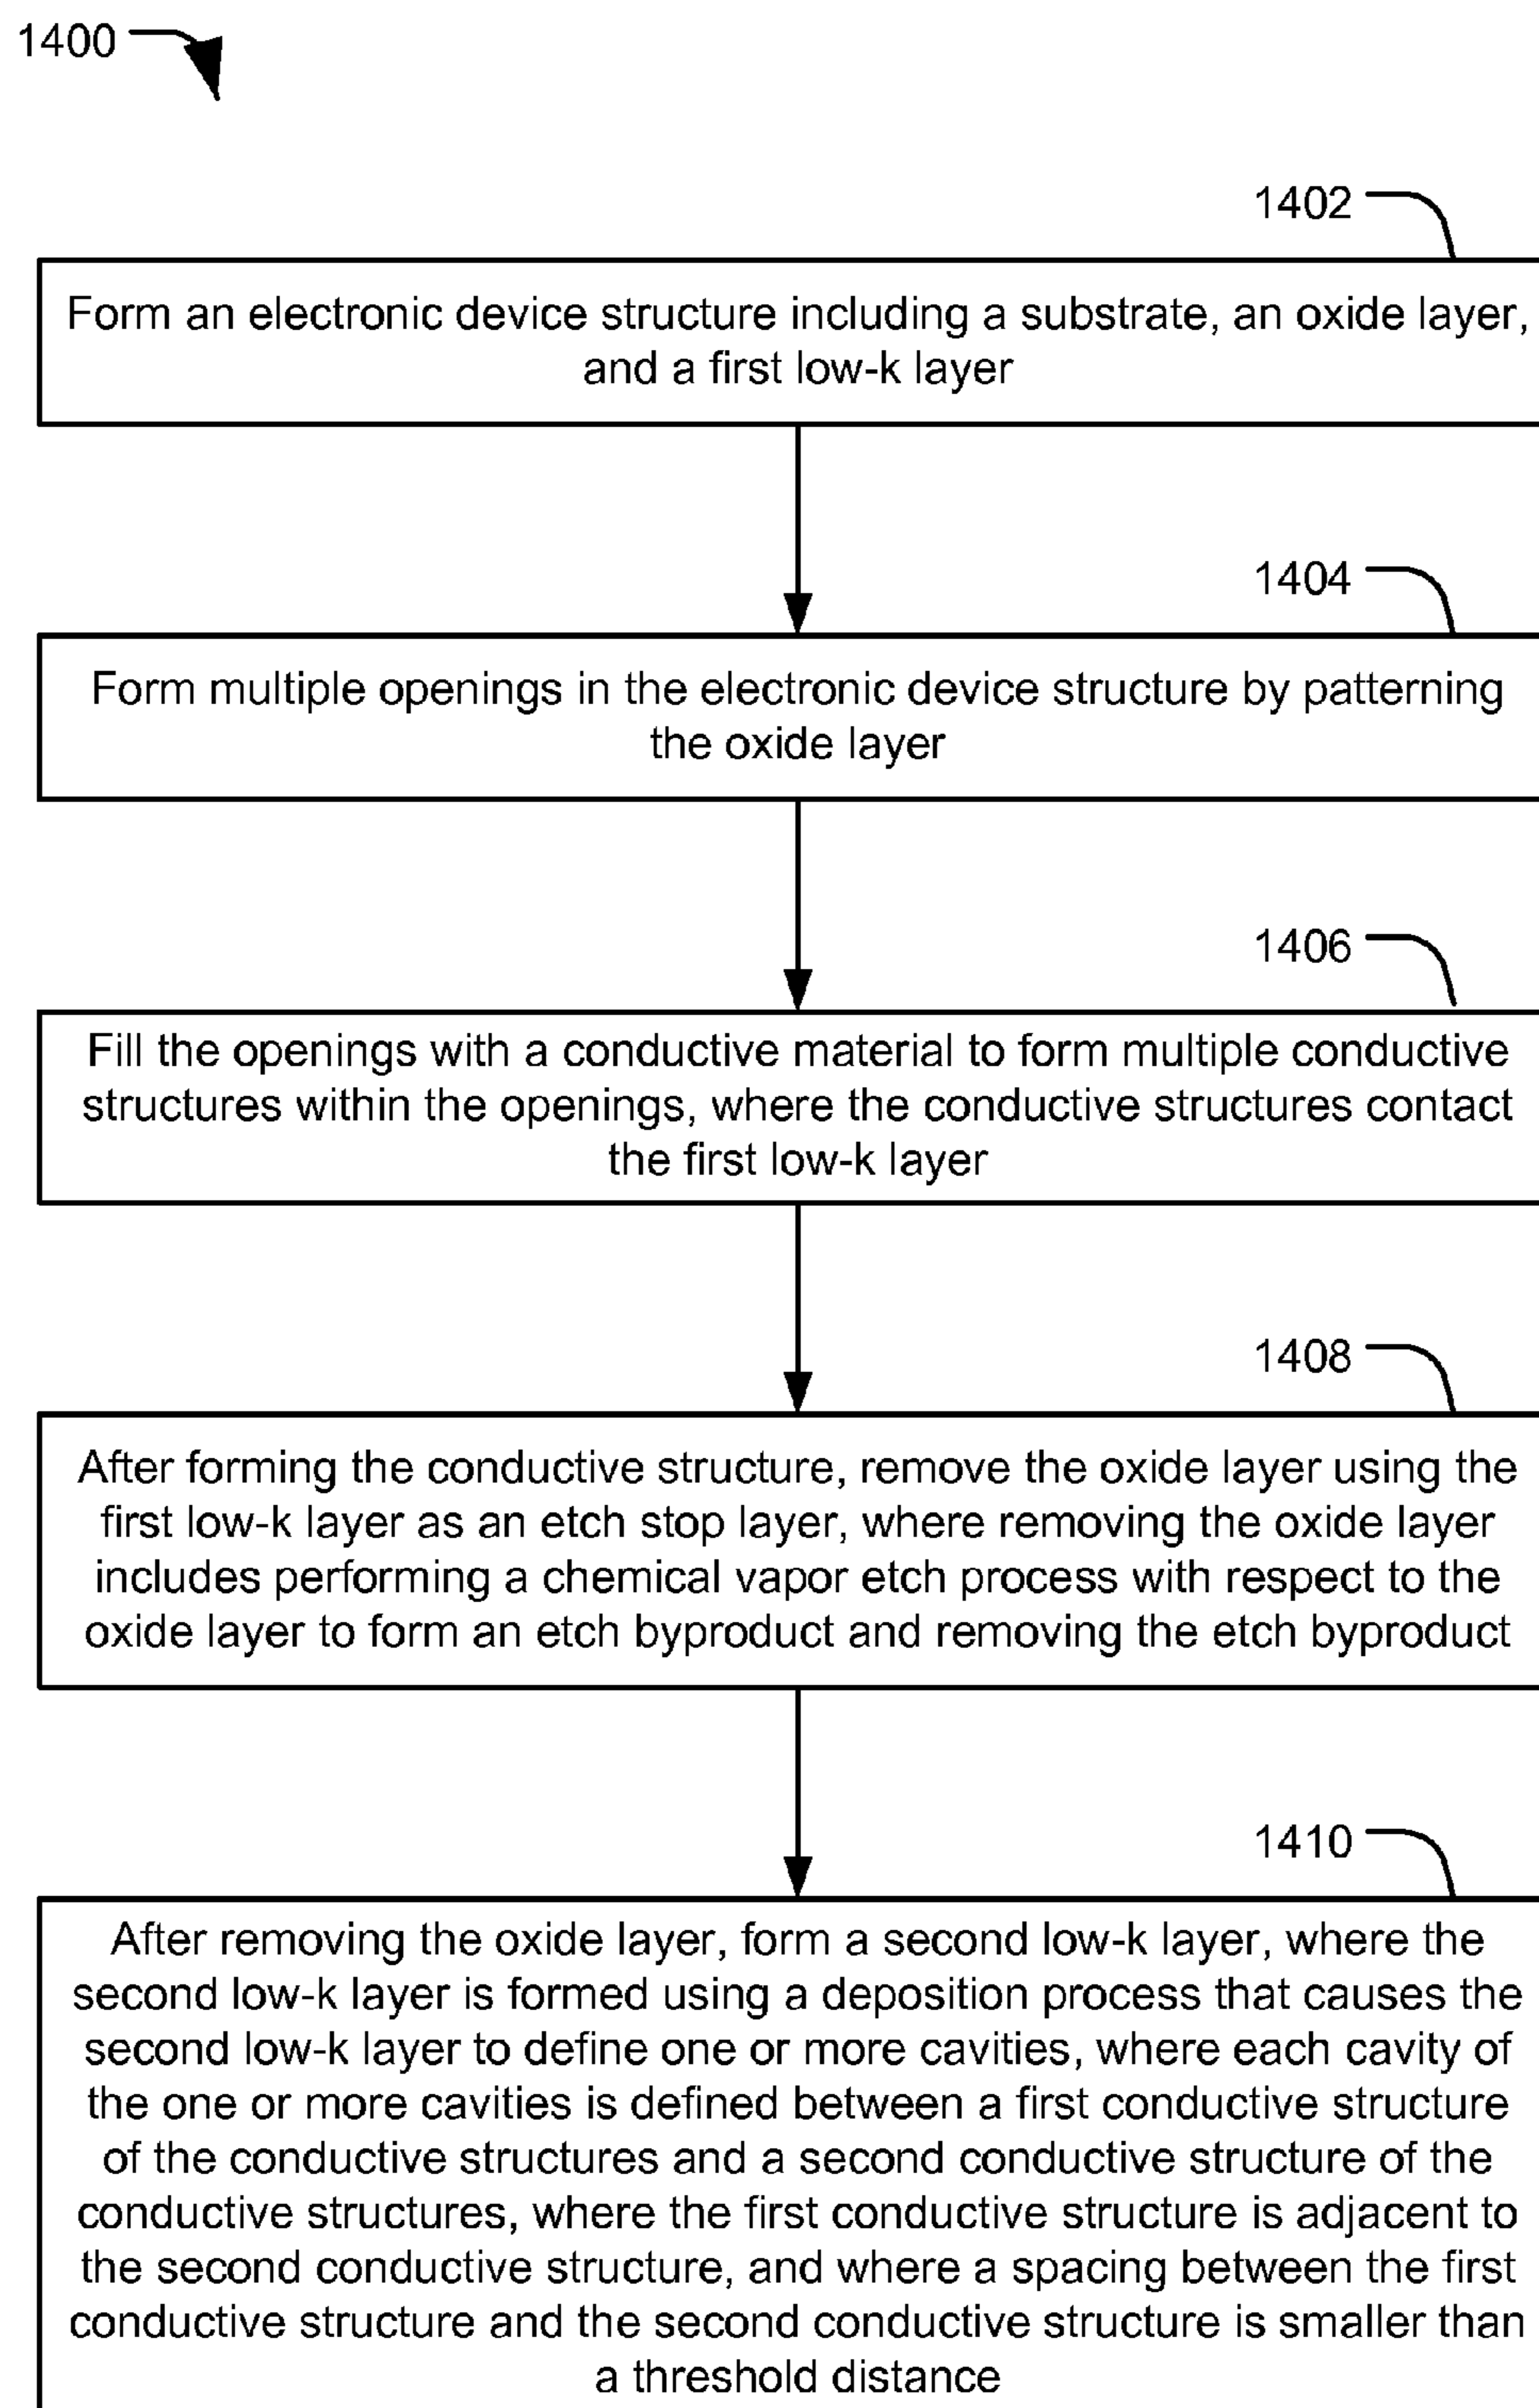 1400
1402
Form an electronic device structure including a substrate, an oxide layer,
and a first low-k layer
1404
Form multiple openings in the electronic device structure by patterning
the oxide layer
1406
Fill the openings with a conductive material to form multiple conductive
structures within the openings, where the conductive structures contact
the first low-k layer
1408
After forming the conductive structure, remove the oxide layer using the
first low-k layer as an etch stop layer, where removing the oxide layer
includes performing a chemical vapor etch process with respect to the
oxide layer to form an etch byproduct and removing the etch byproduct
1410
After removing the oxide layer, form a second low-k layer, where the
second low-k layer is formed using a deposition process that causes the
second low-k layer to define one or more cavities, where each cavity of
the one or more cavities is defined between a first conductive structure
of the conductive structures and a second conductive structure of the
conductive structures, where the first conductive structure is adjacent to
the second conductive structure, and where a spacing between the first
conductive structure and the second conductive structure is smaller than
a threshold distance